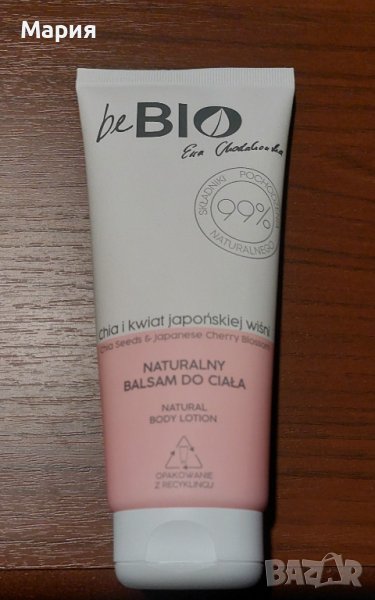 Мария
beBIO
Ewa Chodakowska
SKŁADNIKI POCHODZENIA NATURALNEGO
99%
chia i kwiat japońskiej wiśni
Chia Seeds & Japanese Cherry Blossom
NATURALNY
BALSAM DO CIAŁA
NATURAL
BODY LOTION
OPAKOWANIE
Z RECYKLINGU
BAZAR